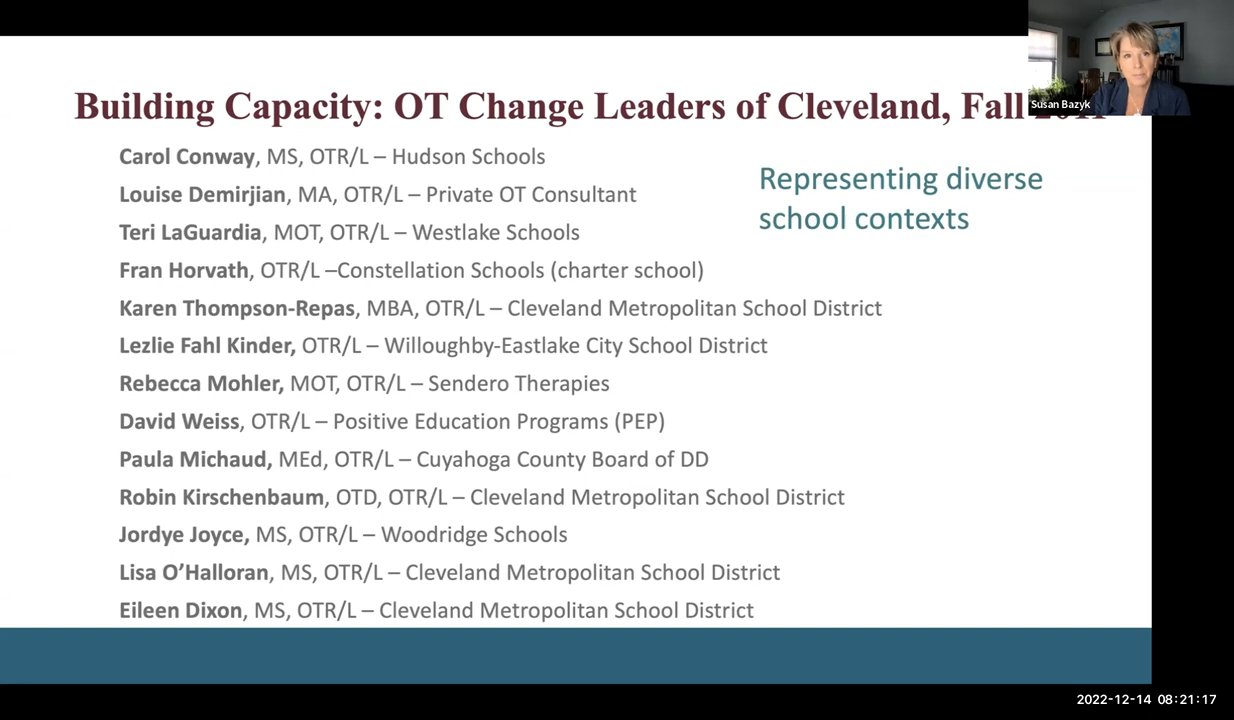 Susan Bazyk
Building Capacity: OT Change Leaders of Cleveland, Fall
Carol Conway, MS, OTR/L – Hudson Schools
Louise Demirjian, MA, OTR/L – Private OT Consultant
Teri LaGuardia, MOT, OTR/L – Westlake Schools
Fran Horvath, OTR/L –Constellation Schools (charter school)
Karen Thompson-Repas, MBA, OTR/L – Cleveland Metropolitan School District
Lezlie Fahl Kinder, OTR/L – Willoughby-Eastlake City School District
Rebecca Mohler, MOT, OTR/L – Sendero Therapies
David Weiss, OTR/L – Positive Education Programs (PEP)
Paula Michaud, MEd, OTR/L – Cuyahoga County Board of DD
Robin Kirschenbaum, OTD, OTR/L – Cleveland Metropolitan School District
Jordye Joyce, MS, OTR/L – Woodridge Schools
Lisa O’Halloran, MS, OTR/L – Cleveland Metropolitan School District
Eileen Dixon, MS, OTR/L – Cleveland Metropolitan School District
Representing diverse
school contexts
2022-12-14 08:21:17